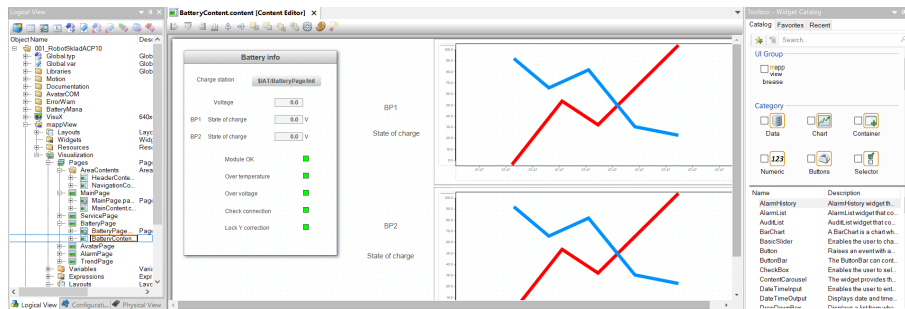 Logical View
BatteryContent.content [Content Editor]
Toolbox - Widget Catalog
Object Name
Desc
001_RobotSkladACP10
Global.typ Glob
Global.var Glob
Libraries Glob
Motion
Documentation
AvatarCOM
ErrorWarn
BatteryMana
VisuX 640x
mappView
Layouts Layc
Widgets Widg
Resources Reso
Visualization
Pages Page
AreaContents Area
HeaderConte...
NavigationCo...
MainPage
MainPage.pa... Page
MainContent.c...
ServicePage
BatteryPage
BatteryPage... Page
BatteryConten...
AvatarPage
AlarmPage
TrendPage
Variables Varia
Expressions Expr
Layouts Layc
Logical View
Configurati...
Physical View
Battery info
Charge station
$IAT/BatteryPage/Init
Voltage 0.0
BP1 State of charge 0.0 V
BP2 State of charge 0.0 V
Module OK
Over temperature
Over voltage
Check connection
Lock Y correction
BP1
State of charge
BP2
State of charge
Catalog Favorites Recent
Search...
UI Group
mapp
view
brease
Category
Data
Chart
Container
123
Numeric
Buttons
Selector
Name Description
AlarmHistory AlarmHistory widget th...
AlarmList AlarmList widget that co...
AuditList AuditList widget that co...
BarChart A BarChart is a chart wh...
BasicSlider Enables the user to cha...
Button Raises an event with a...
ButtonBar The ButtonBar can cont...
CheckBox Enables the user to sel...
ContentCarousel The widget provides th...
DateTimeInput Enables the user to ent...
DateTimeOutput Displays date and time...
DropDownBox Displays a list from whe...